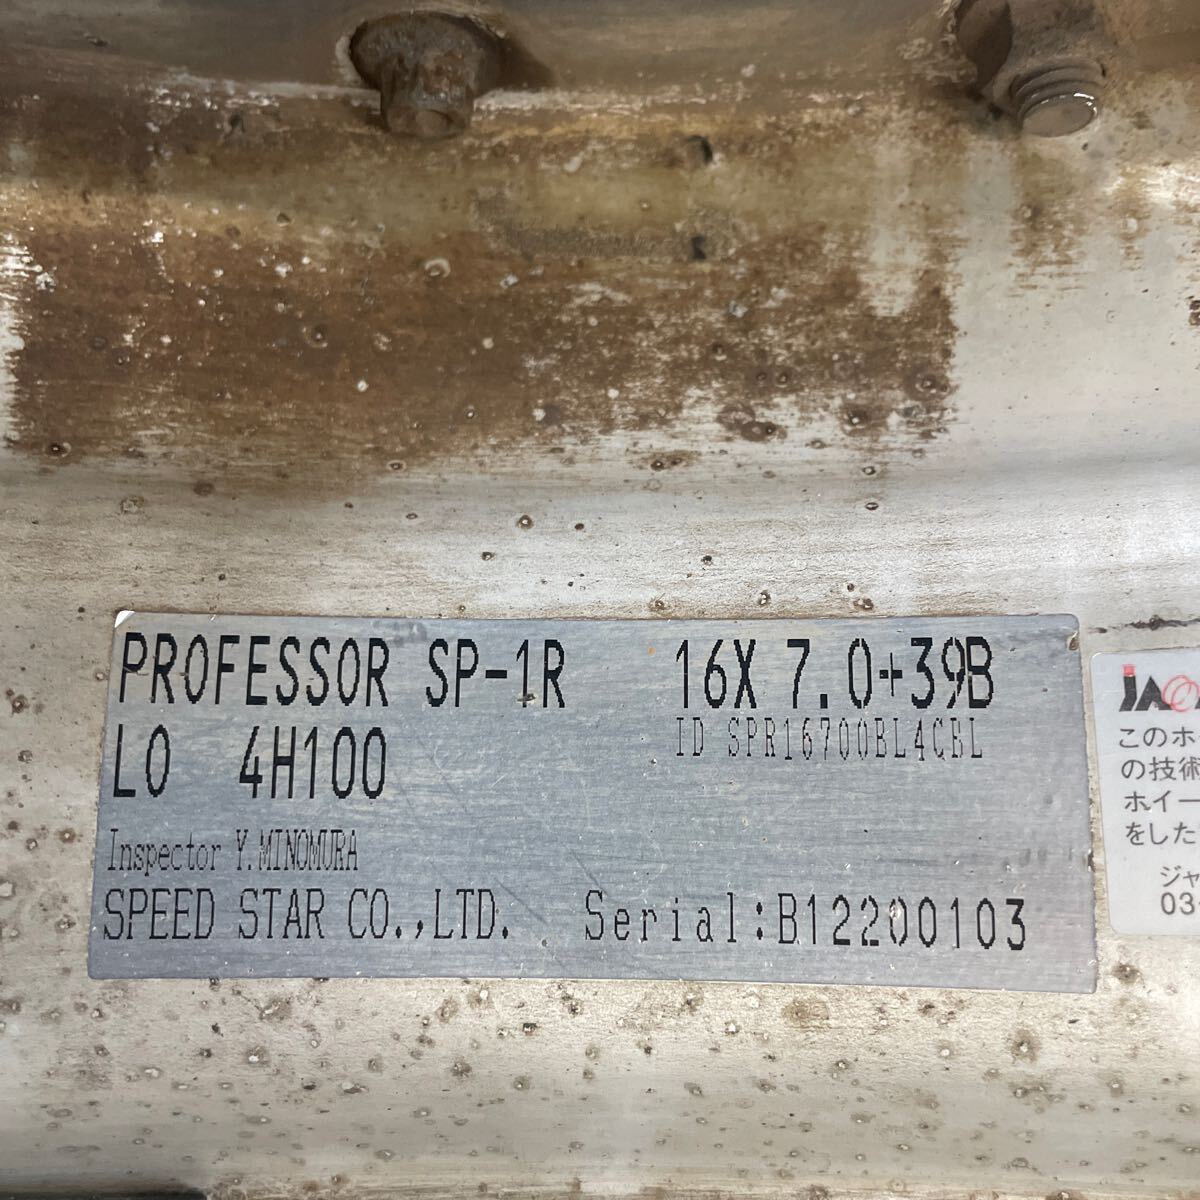 PROFESSOR SP-1R 16X 7.0+39B
LO 4H100 ID SPR16700BL4CBL
Inspector Y.MINOMURA
SPEED STAR CO.,LTD. Serial:B12200103
このホ
の技術
ホイー
をした
ジャ
03